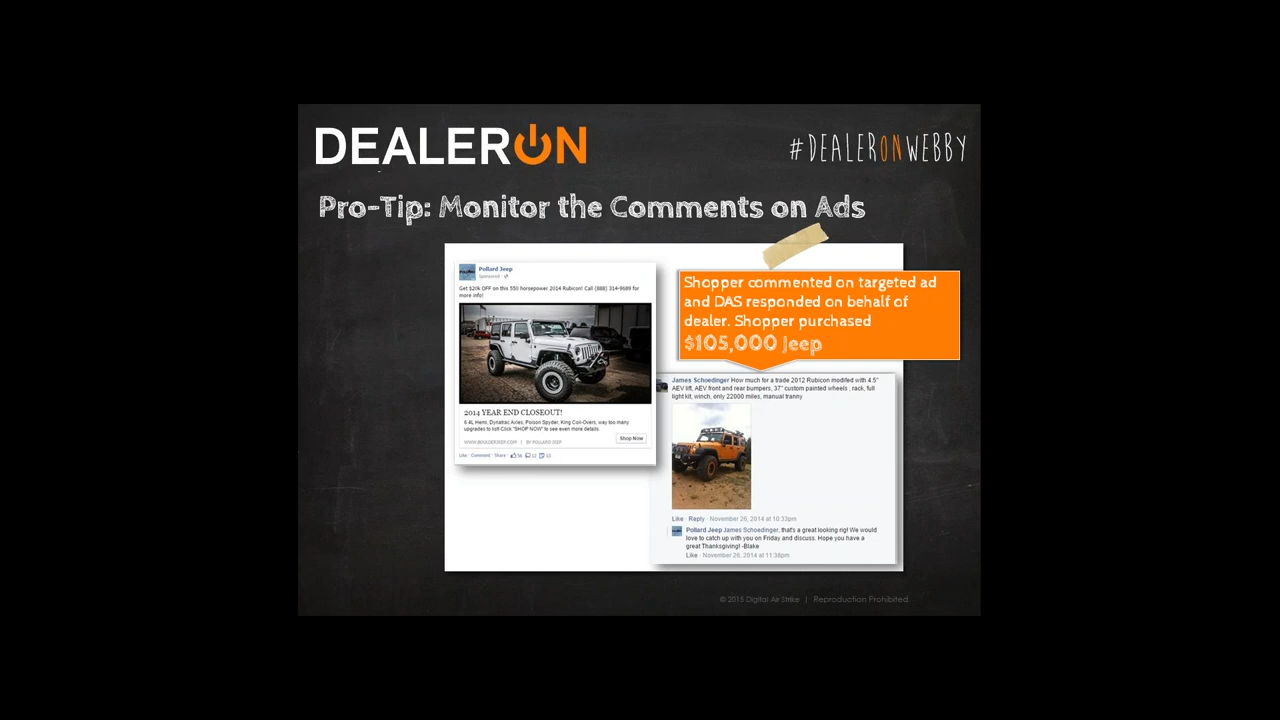 DEALERON
#DEALERONWEBBY
Pro-Tip: Monitor the Comments on Ads
Pollard Jeep
Sponsored
Get $20k OFF on this 550 horsepower 2014 Rubicon! Call (888) 314-9689 for
more info!
2014 YEAR END CLOSEOUT!
6.4L Hemi, Dynatrac Axles, Poison Spyder, King Coil-Overs, way too many
upgrades to list! Click "SHOP NOW" to see even more details.
Shop Now
BY POLLARD JEEP
Like · Comment · Share
Shopper commented on targeted ad
and DAS responded on behalf of
dealer. Shopper purchased
$105,000 Jeep
James Schoedinger How much for a trade 2012 Rubicon modifed with 4.5"
AEV lift, AEV front and rear bumpers, 37" custom painted wheels , rack, full
light kit, winch, only 22000 miles, manual tranny
Like · Reply · November 26, 2014 at 10:33pm
Pollard Jeep James Schoedinger, that's a great looking rig! We would
love to catch up with you on Friday and discuss. Hope you have a
great Thanksgiving! -Blake
Like · November 26, 2014 at 11:38pm
© 2015 Digital Air Strike | Reproduction Prohibited.